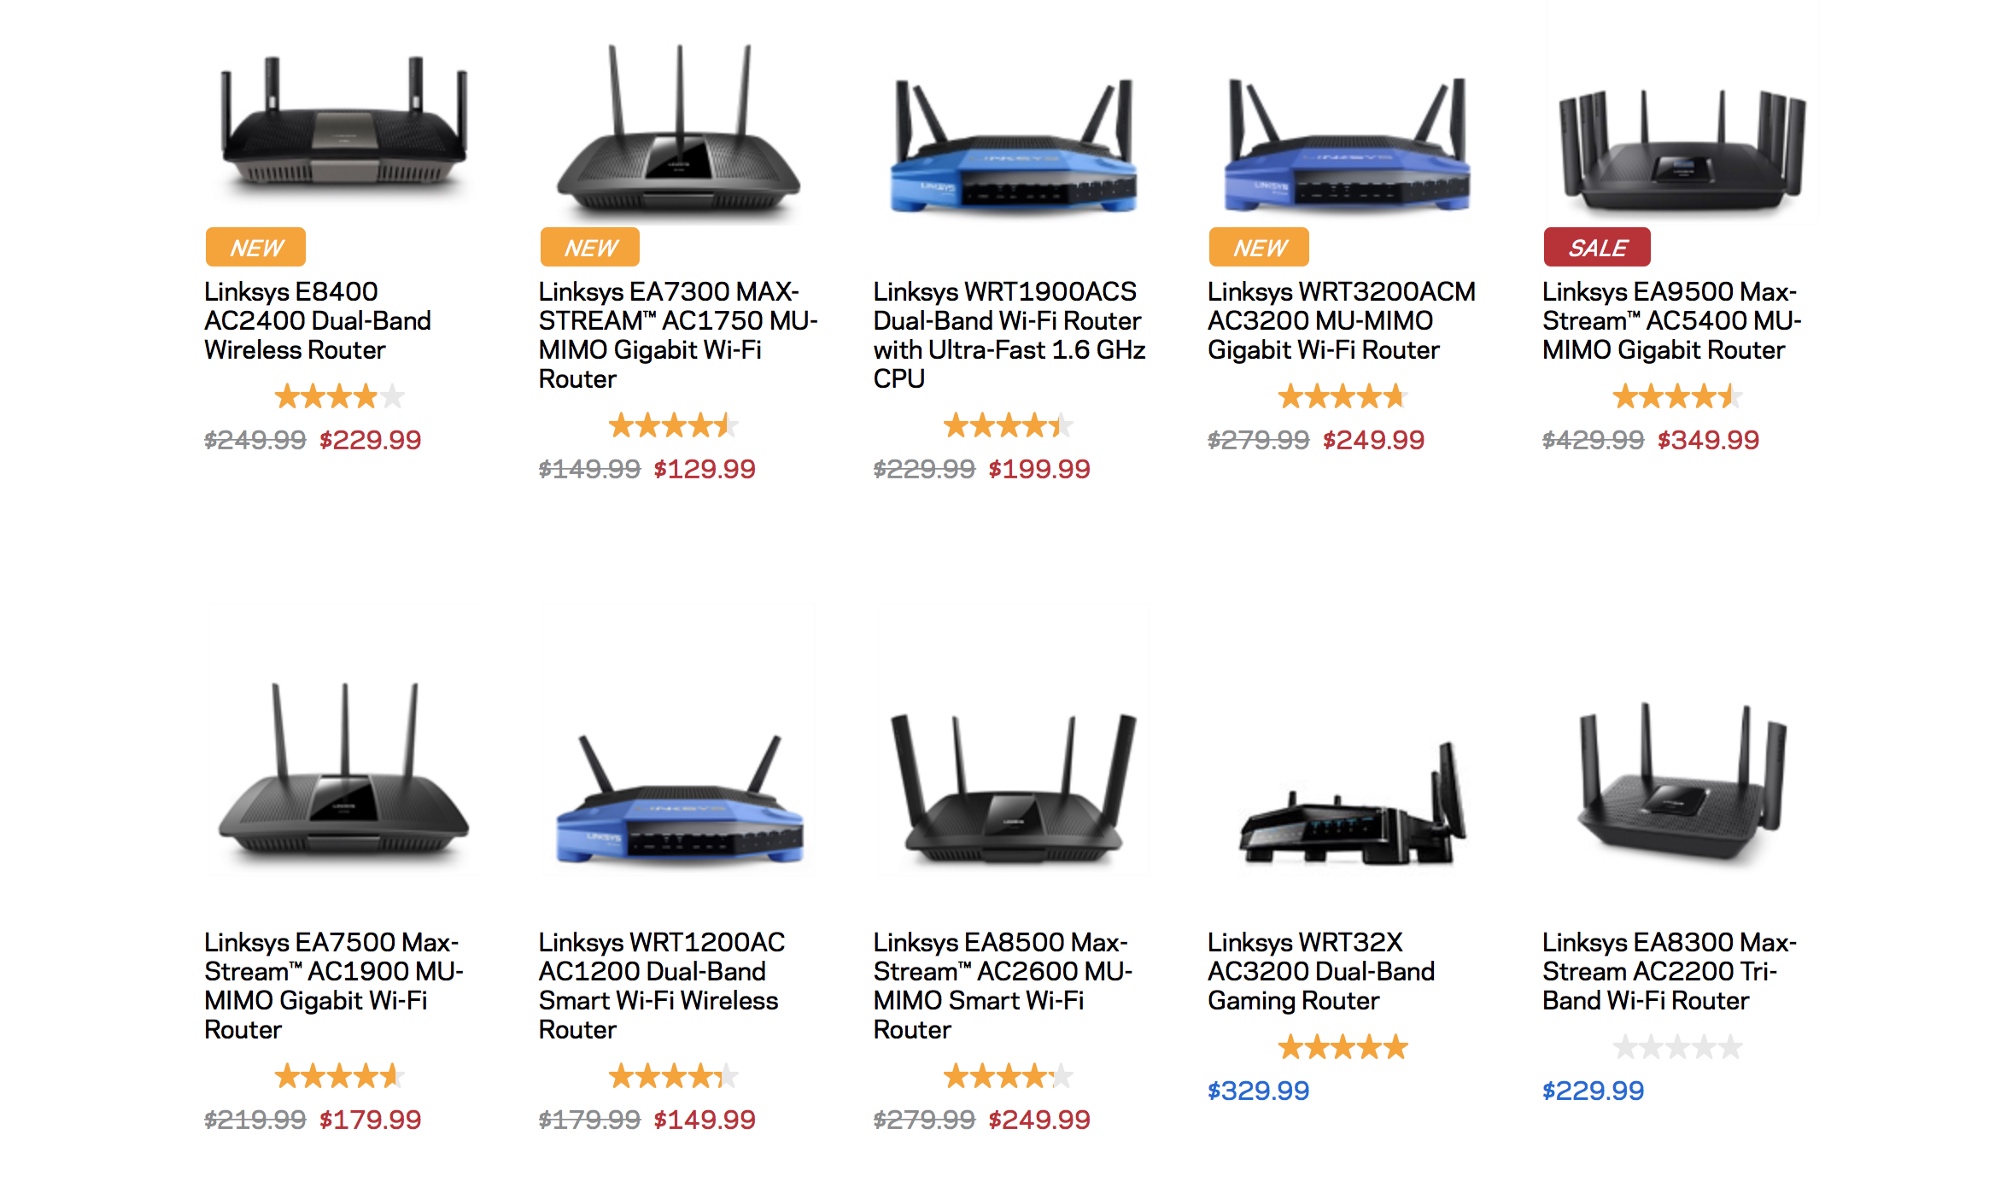 LINKSYS
LINKSYS
LINKSYS
LINKSYS
NEW
NEW
NEW
SALE
Linksys E8400
AC2400 Dual-Band
Wireless Router
$249.99 $229.99
Linksys EA7300 MAX-
STREAM™ AC1750 MU-
MIMO Gigabit Wi-Fi
Router
$149.99 $129.99
Linksys WRT1900ACS
Dual-Band Wi-Fi Router
with Ultra-Fast 1.6 GHz
CPU
$229.99 $199.99
Linksys WRT3200ACM
AC3200 MU-MIMO
Gigabit Wi-Fi Router
$279.99 $249.99
Linksys EA9500 Max-
Stream™ AC5400 MU-
MIMO Gigabit Router
$429.99 $349.99
LINKSYS
LINKSYS
Linksys EA7500 Max-
Stream™ AC1900 MU-
MIMO Gigabit Wi-Fi
Router
$219.99 $179.99
Linksys WRT1200AC
AC1200 Dual-Band
Smart Wi-Fi Wireless
Router
$179.99 $149.99
Linksys EA8500 Max-
Stream™ AC2600 MU-
MIMO Smart Wi-Fi
Router
$279.99 $249.99
Linksys WRT32X
AC3200 Dual-Band
Gaming Router
$329.99
Linksys EA8300 Max-
Stream AC2200 Tri-
Band Wi-Fi Router
$229.99